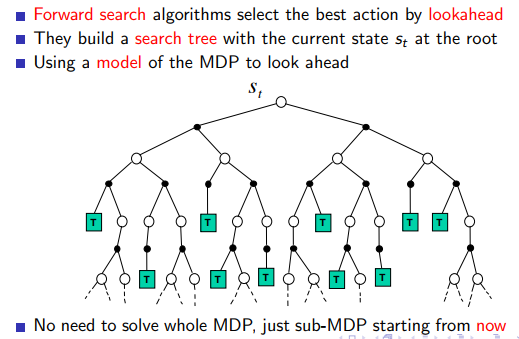 Forward search algorithms select the best action by lookahead
They build a search tree with the current state sₜ at the root
Using a model of the MDP to look ahead
Sₜ
T T T T T
T T T T T
No need to solve whole MDP, just sub-MDP starting from now